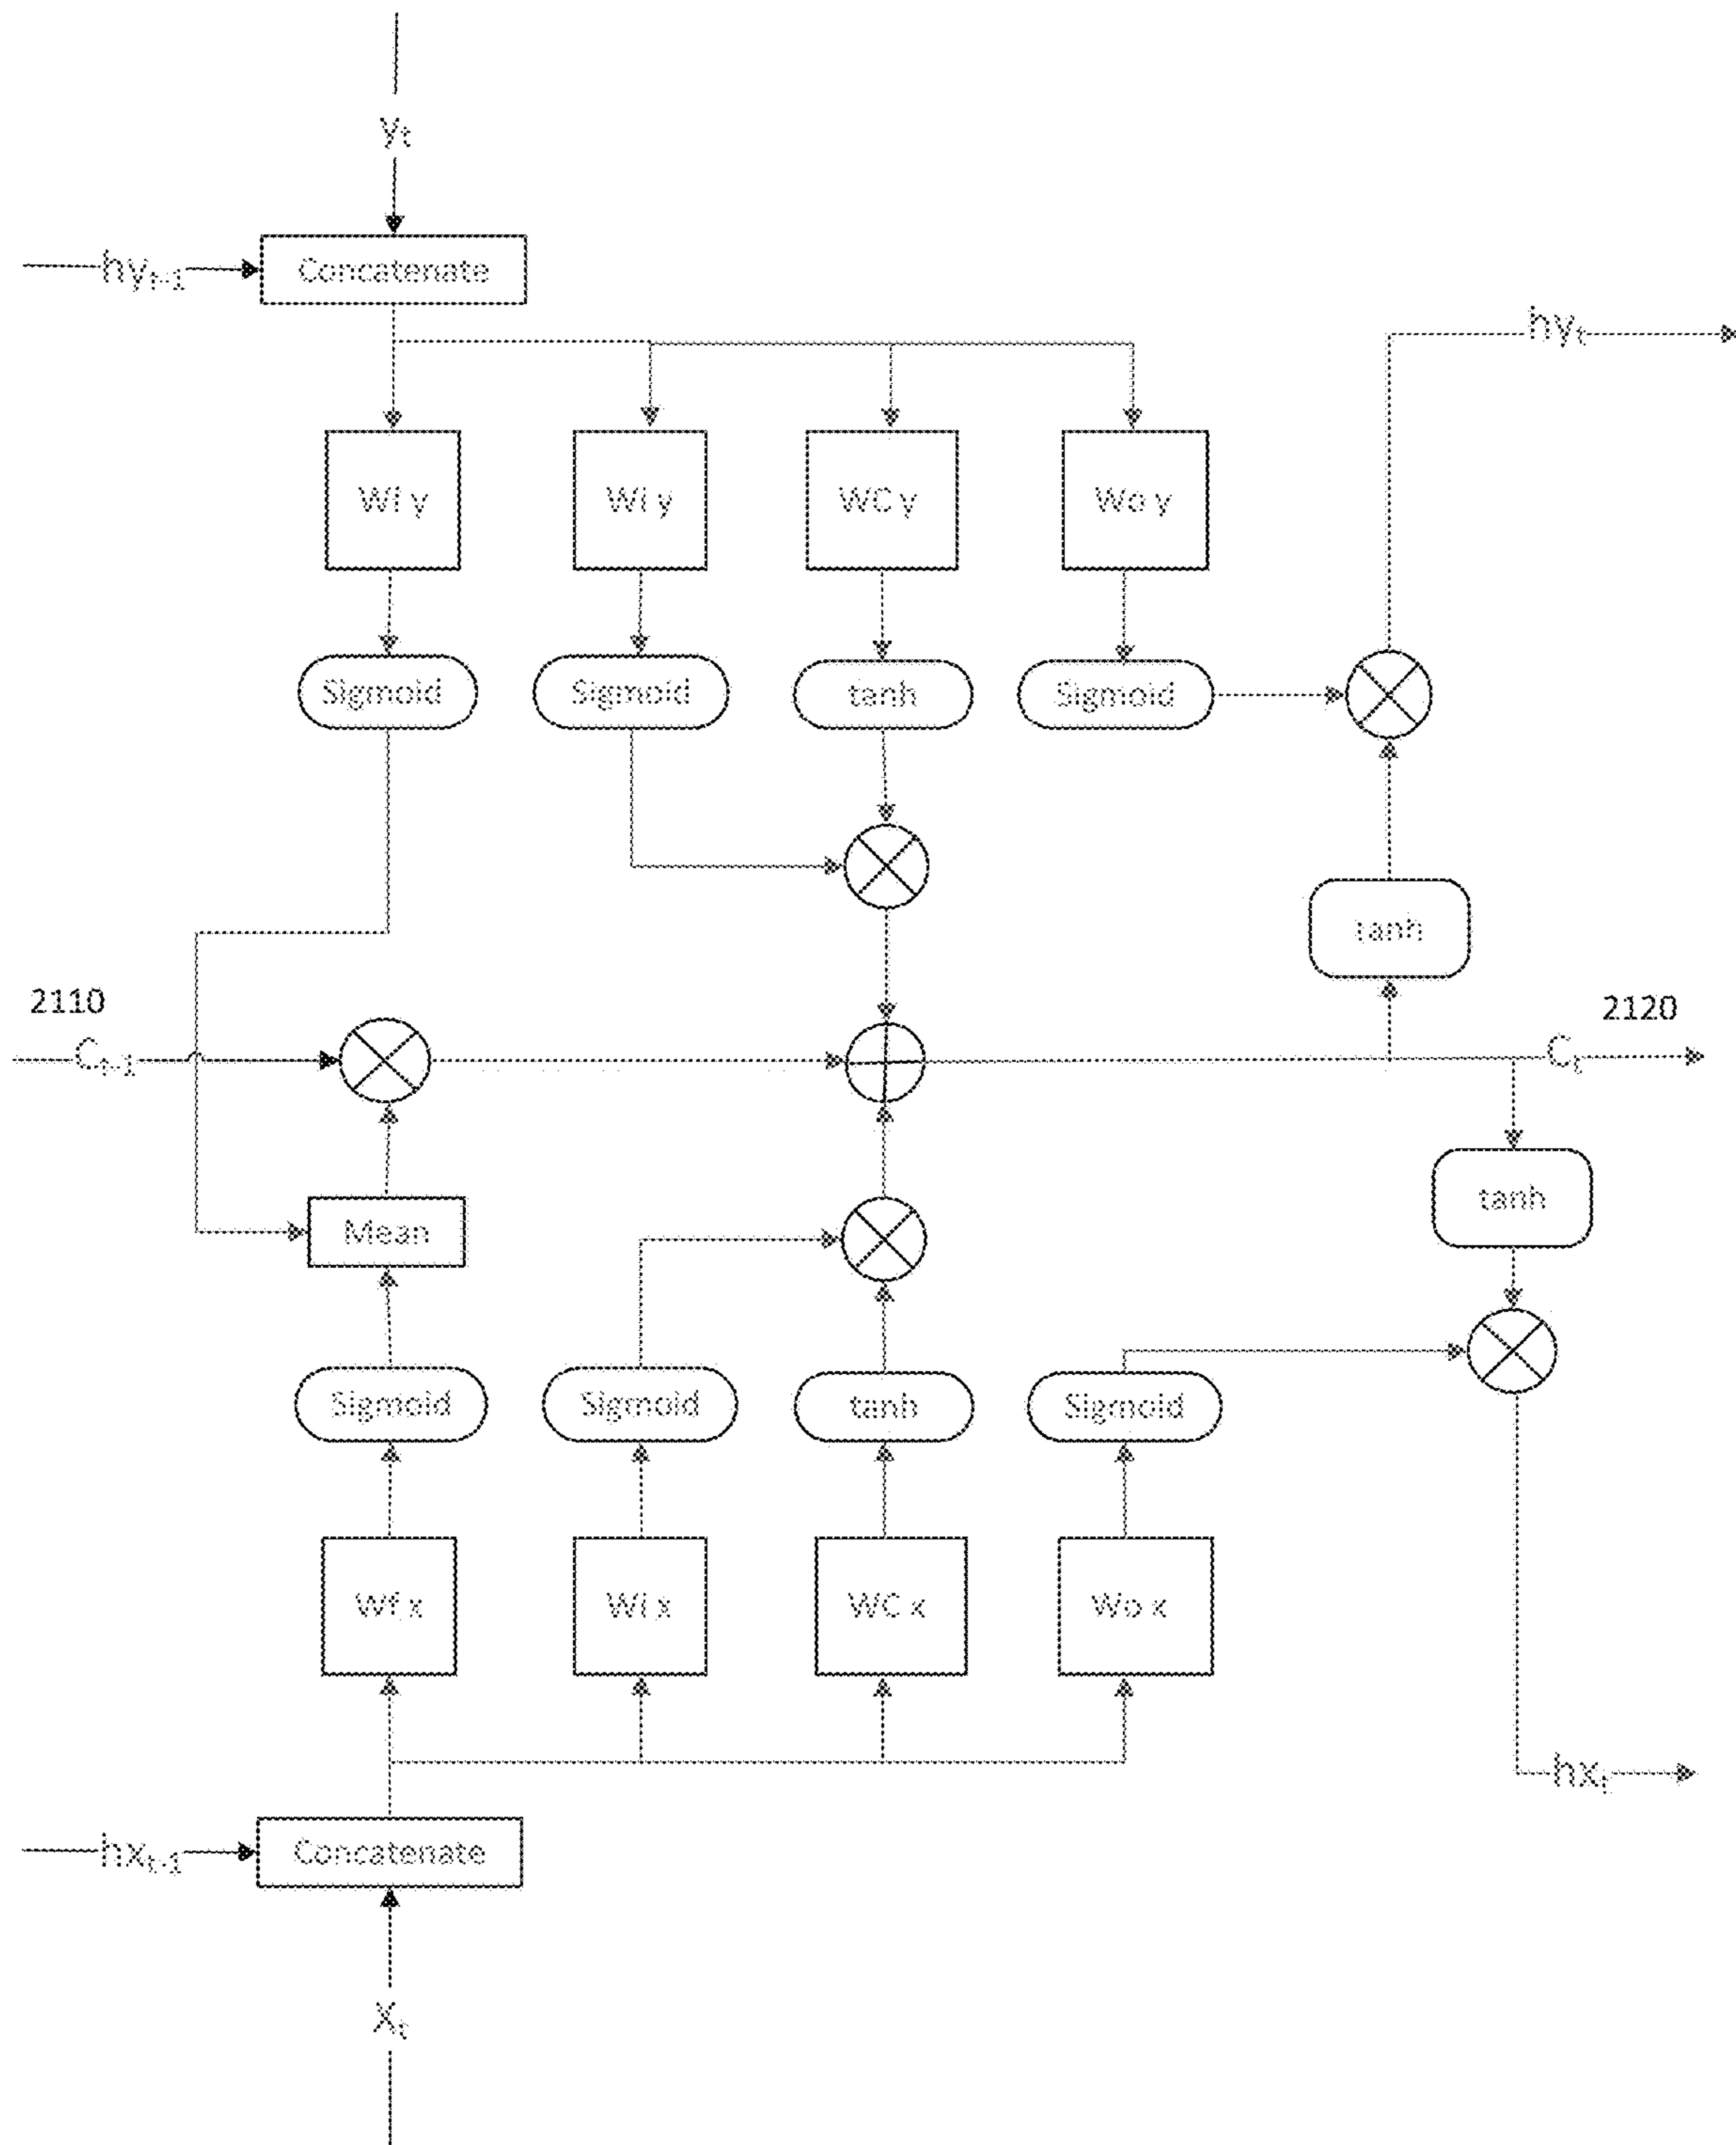 yt
hyt-1
Concatenate
hyt
Wf y
Wi y
WC y
Wo y
Sigmoid
Sigmoid
tanh
Sigmoid
tanh
2110
Ct-1
2120
Ct
tanh
Mean
Sigmoid
Sigmoid
tanh
Sigmoid
Wf x
Wi x
WC x
Wo x
hxt
hxt-1
Concatenate
Xt